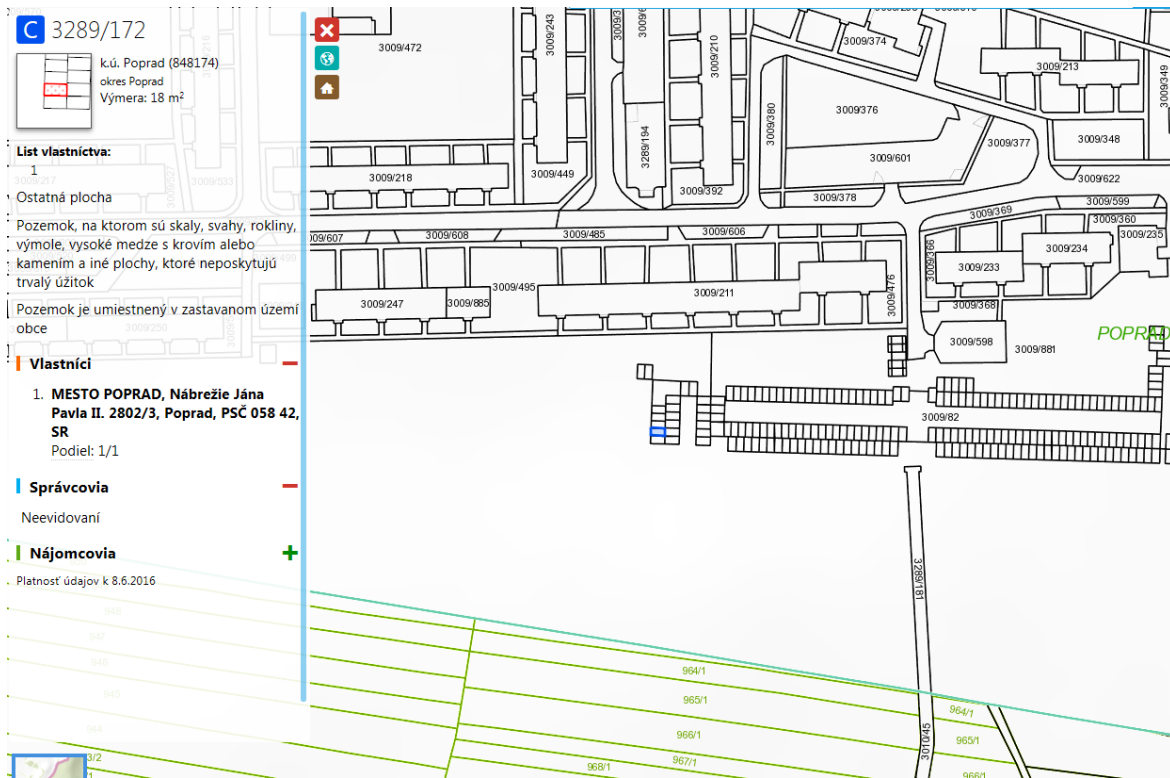 C 3289/172
k.ú. Poprad (848174)
okres Poprad
Výmera: 18 m²
List vlastníctva:
1
Ostatná plocha
Pozemok, na ktorom sú skaly, svahy, rokliny,
výmole, vysoké medze s krovím alebo
kamením a iné plochy, ktoré neposkytujú
trvalý úžitok
Pozemok je umiestnený v zastavanom území
obce
Vlastníci
1. MESTO POPRAD, Nábrežie Jána
Pavla II. 2802/3, Poprad, PSČ 058 42,
SR
Podiel: 1/1
Správcovia
Neevidovaní
Nájomcovia
Platnosť údajov k 8.6.2016
3009/472
3009/243
3009/210
3009/374
3009/213
3009/349
3009/380
3009/376
3009/348
3289/194
3009/377
3009/601
3009/218
3009/449
3009/392
3009/378
3009/622
3009/599
3009/369
3009/360
3009/607
3009/608
3009/485
3009/606
3009/366
3009/234
3009/235
3009/233
3009/247
3009/885
3009/495
3009/211
3009/476
3009/368
3009/598
3009/881
POPRAD
3009/82
3289/181
964/1
965/1
966/1
967/1
968/1
964/1
965/1
966/1
3010/45